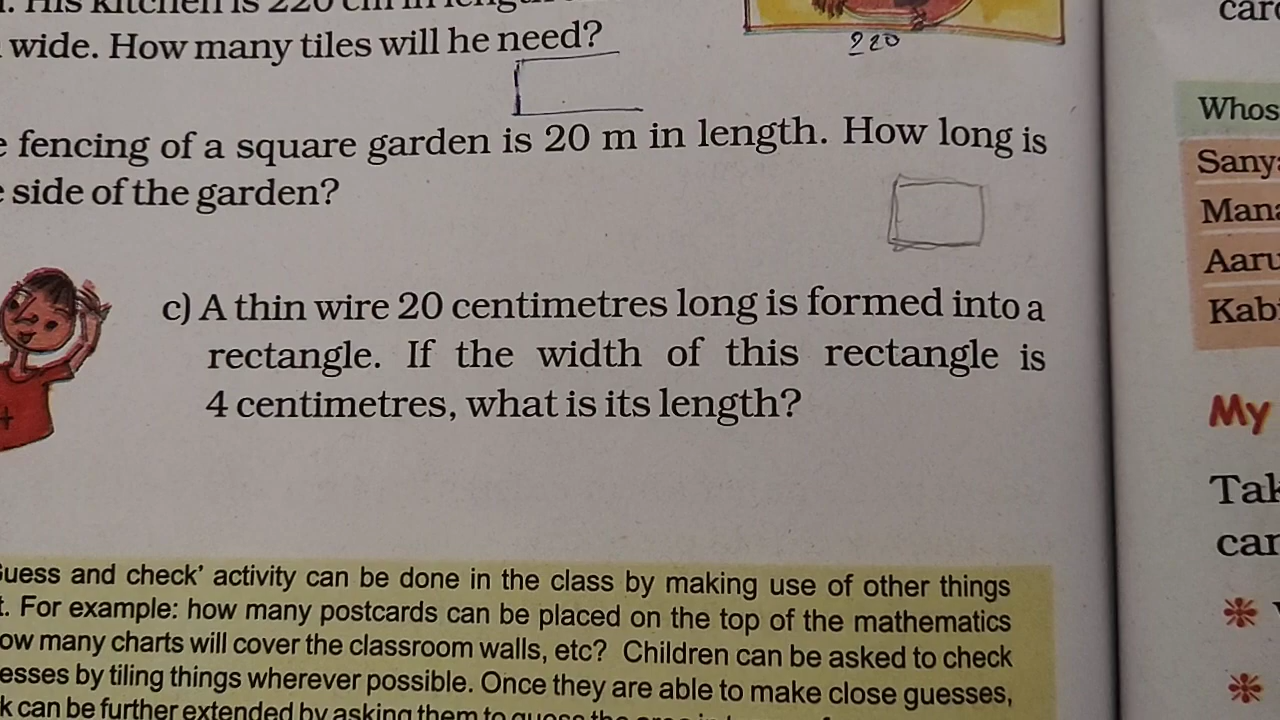 His kitchen is 220 cm in length
wide. How many tiles will he need?
220
fencing of a square garden is 20 m in length. How long is
side of the garden?
c) A thin wire 20 centimetres long is formed into a
rectangle. If the width of this rectangle is
4 centimetres, what is its length?
and check’ activity can be done in the class by making use of other things
For example: how many postcards can be placed on the top of the mathematics
many charts will cover the classroom walls, etc? Children can be asked to check
by tiling things wherever possible. Once they are able to make close guesses,
can be further extended by asking them to guess the
Whos
Sany
Mana
Aaru
Kab
My
Tak
car